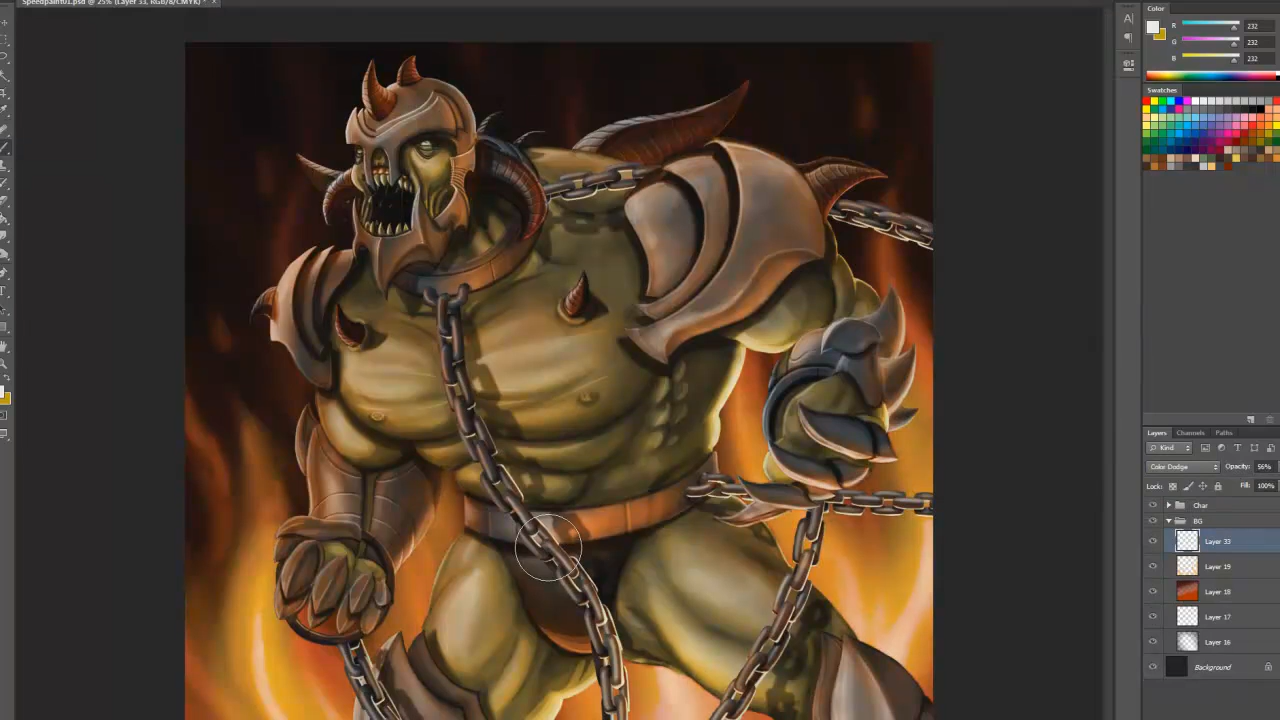 Speedpaint01.psd @ 25% (Layer 33, RGB/8/CMYK) *
Color
R 232
G 232
B 232
Swatches
Layers Channels Paths
Kind
Color Dodge Opacity: 56%
Lock: Fill: 100%
Char
BG
Layer 33
Layer 19
Layer 18
Layer 17
Layer 16
Background